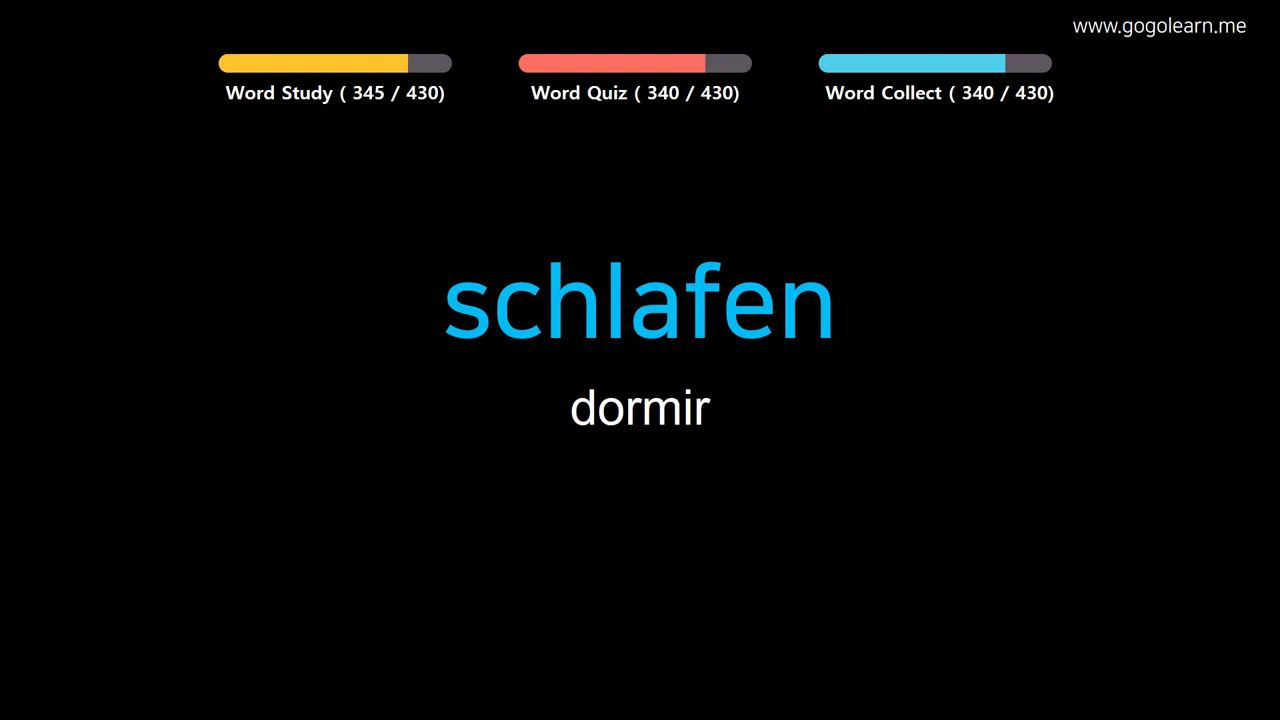 www.gogolearn.me
Word Study ( 345 / 430)
Word Quiz ( 340 / 430)
Word Collect ( 340 / 430)
schlafen
dormir